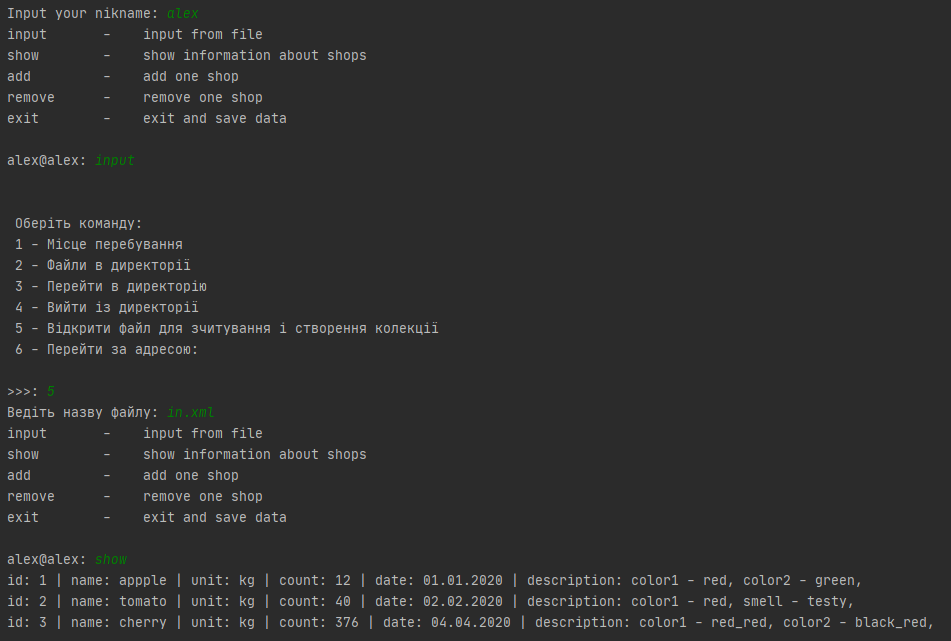 Input your nikname: alex
input       –    input from file
show        –    show information about shops
add         –    add one shop
remove      –    remove one shop
exit        –    exit and save data
alex@alex: input
Оберіть команду:
1 – Місце перебування
2 – Файли в директорії
3 – Перейти в директорію
4 – Вийти із директорії
5 – Відкрити файл для зчитування і створення колекції
6 – Перейти за адресою:
>>>: 5
Ведіть назву файлу: in.xml
input       –    input from file
show        –    show information about shops
add         –    add one shop
remove      –    remove one shop
exit        –    exit and save data
alex@alex: show
id: 1 | name: appple | unit: kg | count: 12 | date: 01.01.2020 | description: color1 – red, color2 – green,
id: 2 | name: tomato | unit: kg | count: 40 | date: 02.02.2020 | description: color1 – red, smell – testy,
id: 3 | name: cherry | unit: kg | count: 376 | date: 04.04.2020 | description: color1 – red_red, color2 – black_red,